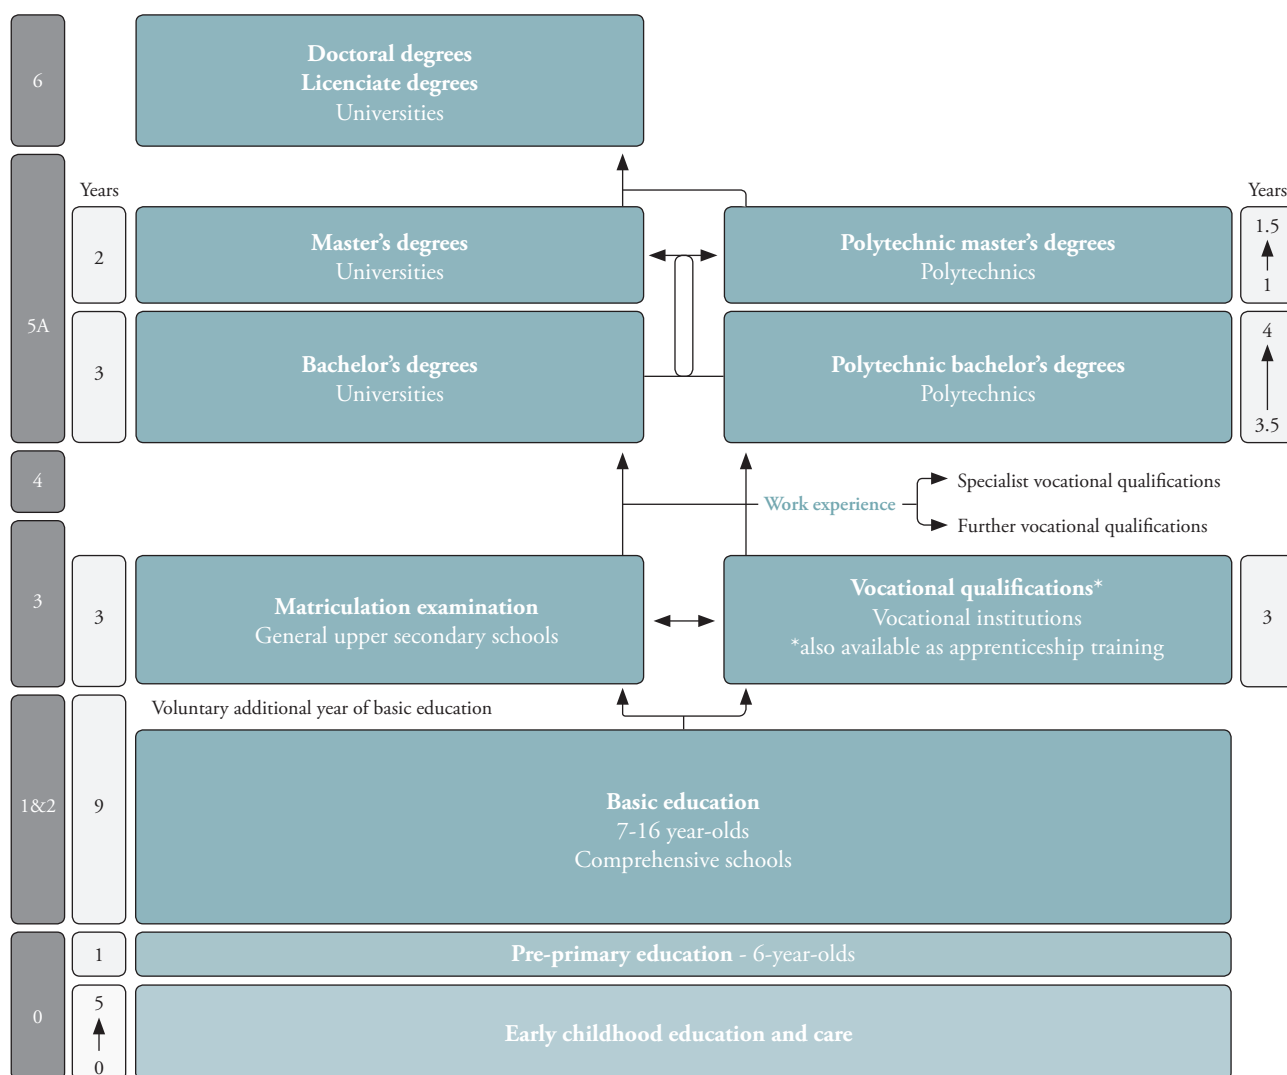 6
Doctoral degrees
Licenciate degrees
Universities
Years
Years
5A
2
Master's degrees
Universities
Polytechnic master's degrees
Polytechnics
1.5
1
3
Bachelor's degrees
Universities
Polytechnic bachelor's degrees
Polytechnics
4
3.5
4
Work experience
Specialist vocational qualifications
Further vocational qualifications
3
3
Matriculation examination
General upper secondary schools
Vocational qualifications*
Vocational institutions
*also available as apprenticeship training
3
Voluntary additional year of basic education
1&2
9
Basic education
7-16 year-olds
Comprehensive schools
1
Pre-primary education - 6-year-olds
0
5
0
Early childhood education and care